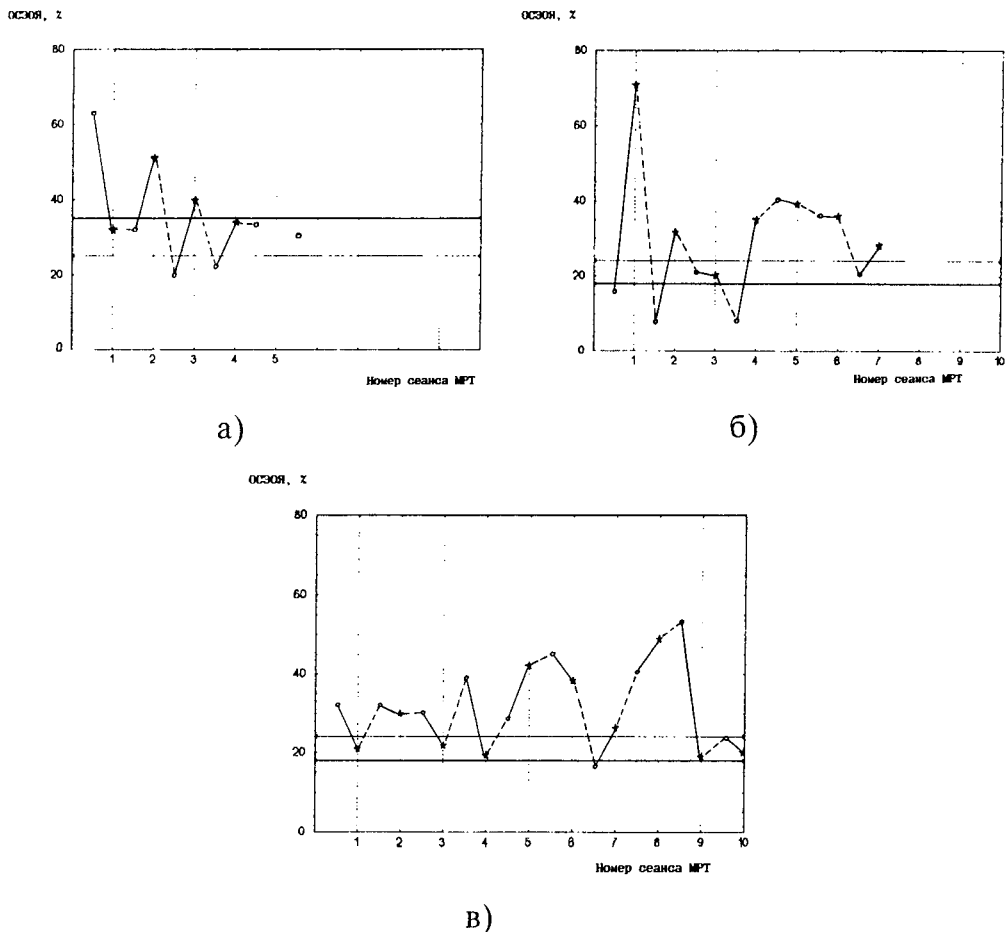 ОСЭОЯ, %
80
60
40
20
0
1 2 3 4 5
Номер сеанса МРТ
а)
ОСЭОЯ, %
80
60
40
20
0
1 2 3 4 5 6 7 8 9 10
Номер сеанса МРТ
б)
ОСЭОЯ, %
80
60
40
20
0
1 2 3 4 5 6 7 8 9 10
Номер сеанса МРТ
в)